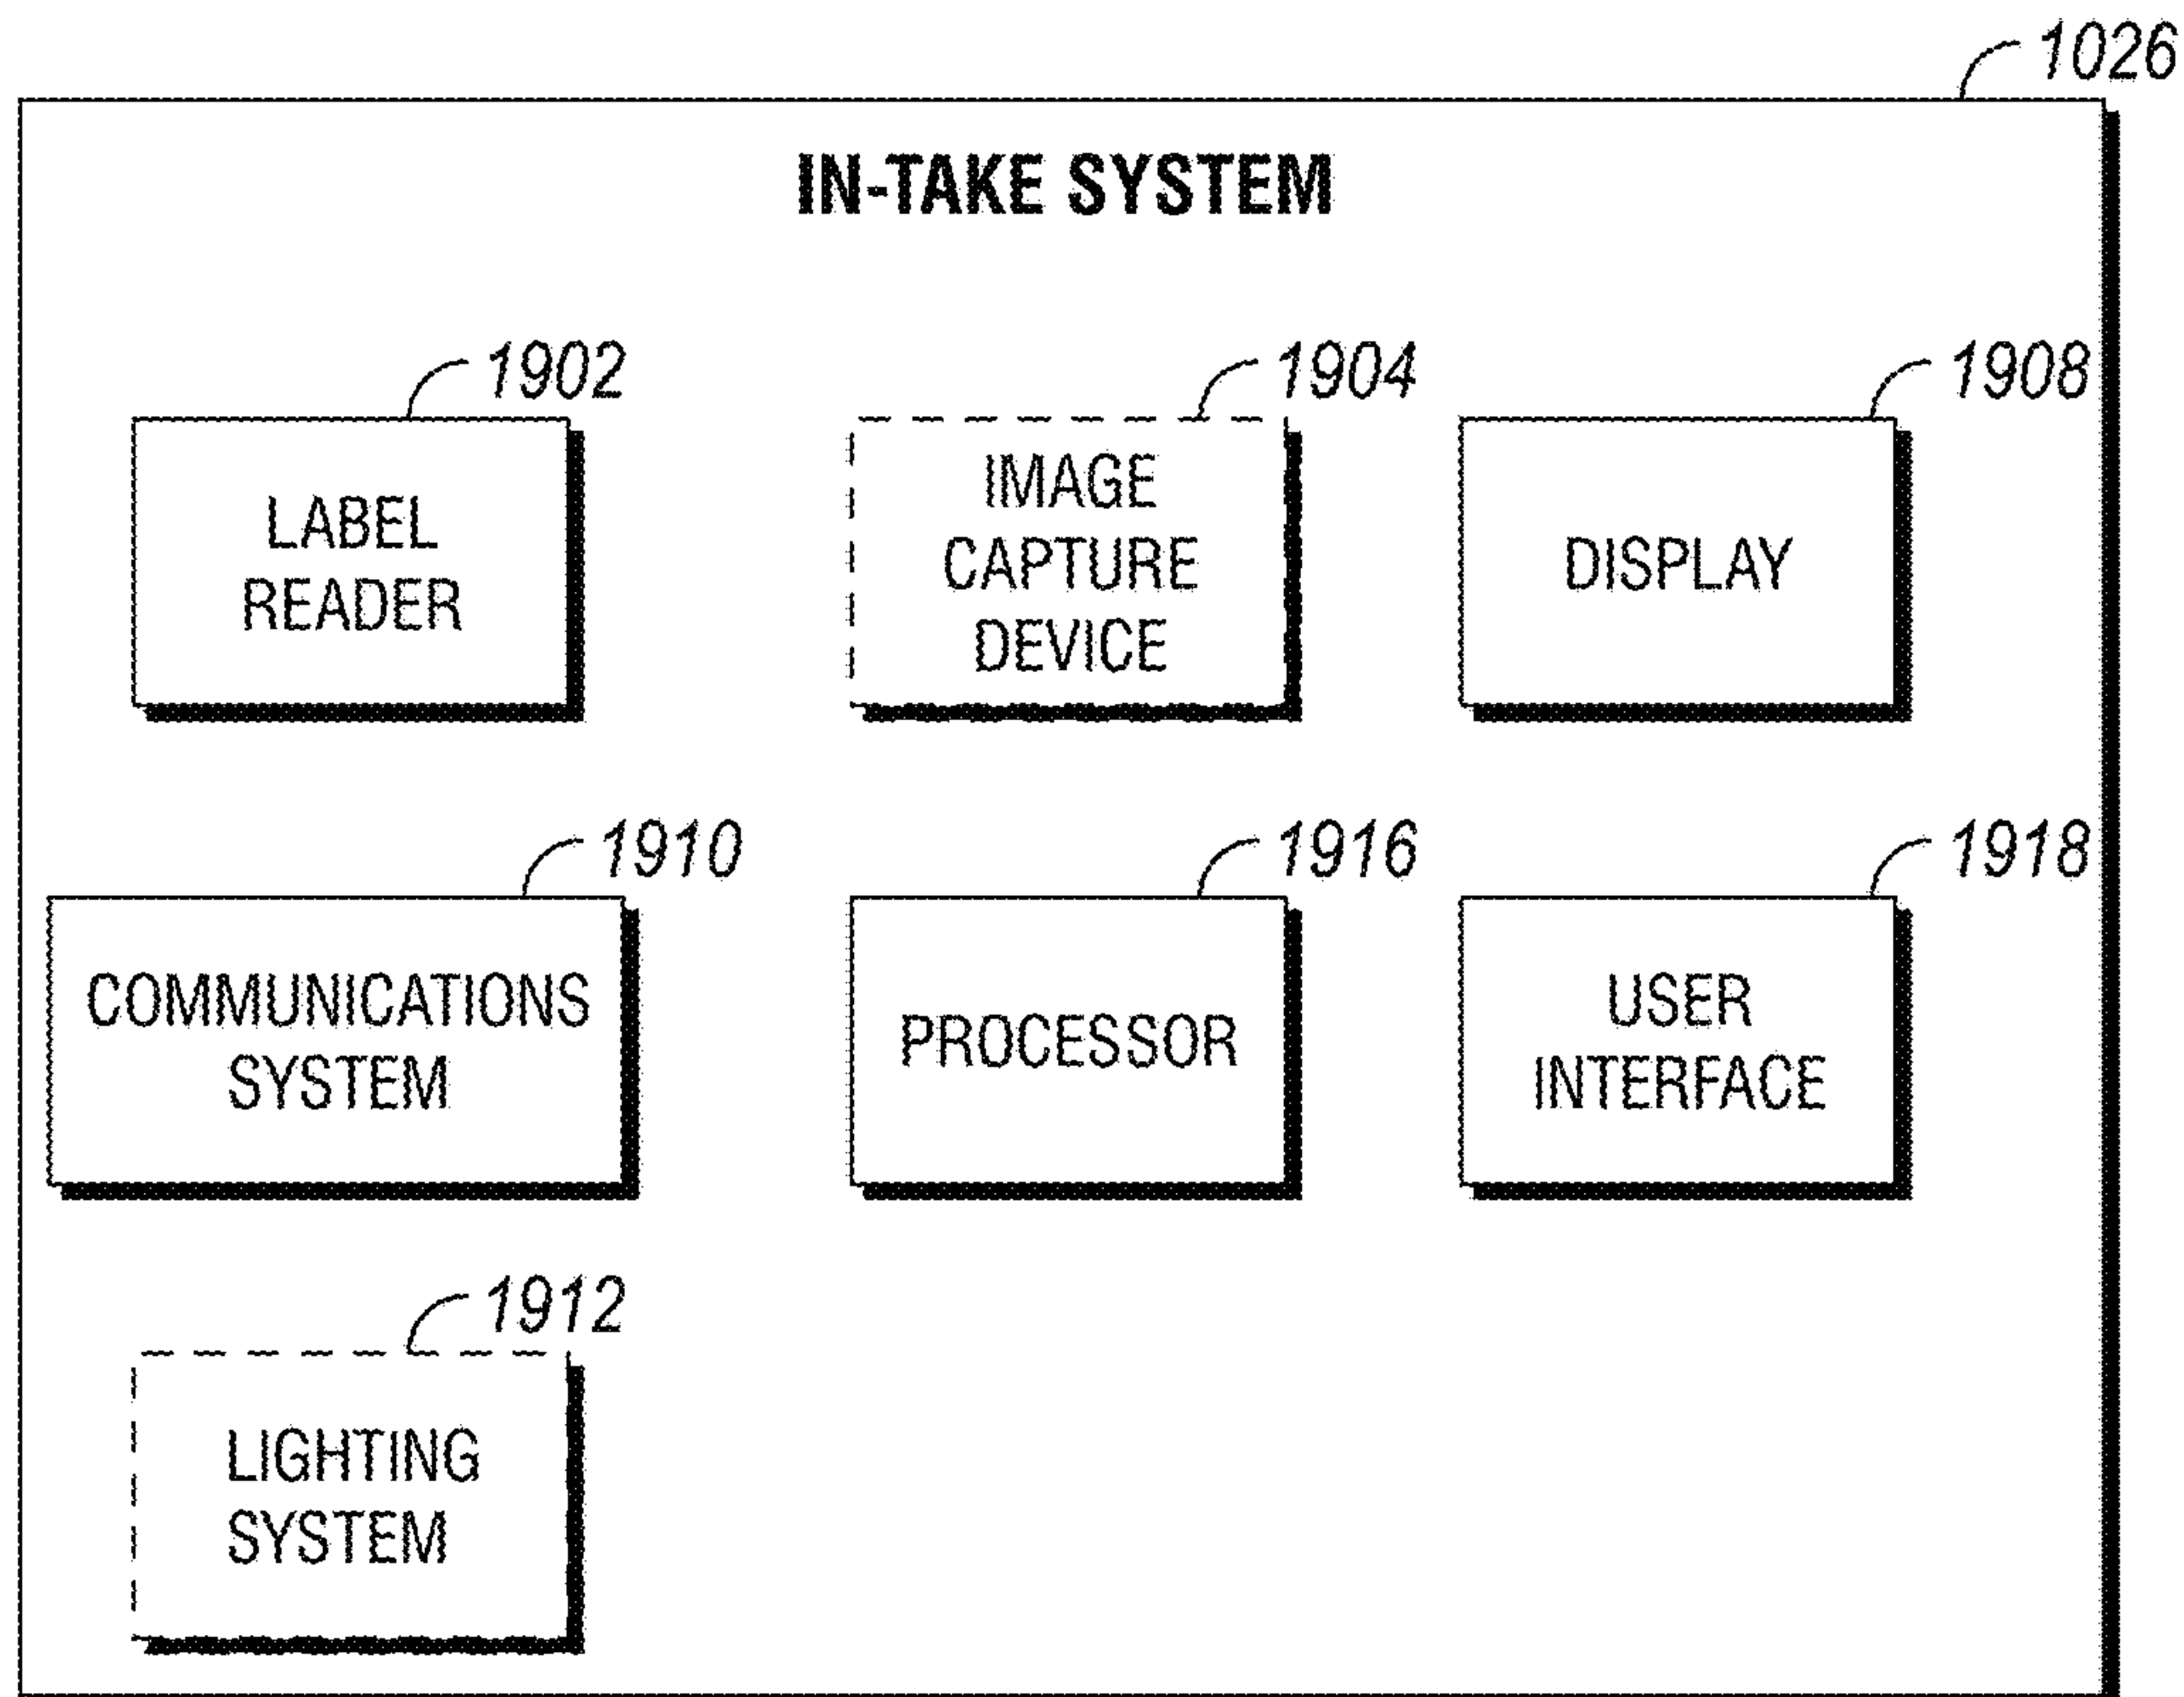 1026
IN-TAKE SYSTEM
1902
LABEL
READER
1904
IMAGE
CAPTURE
DEVICE
1908
DISPLAY
1910
COMMUNICATIONS
SYSTEM
1916
PROCESSOR
1918
USER
INTERFACE
1912
LIGHTING
SYSTEM